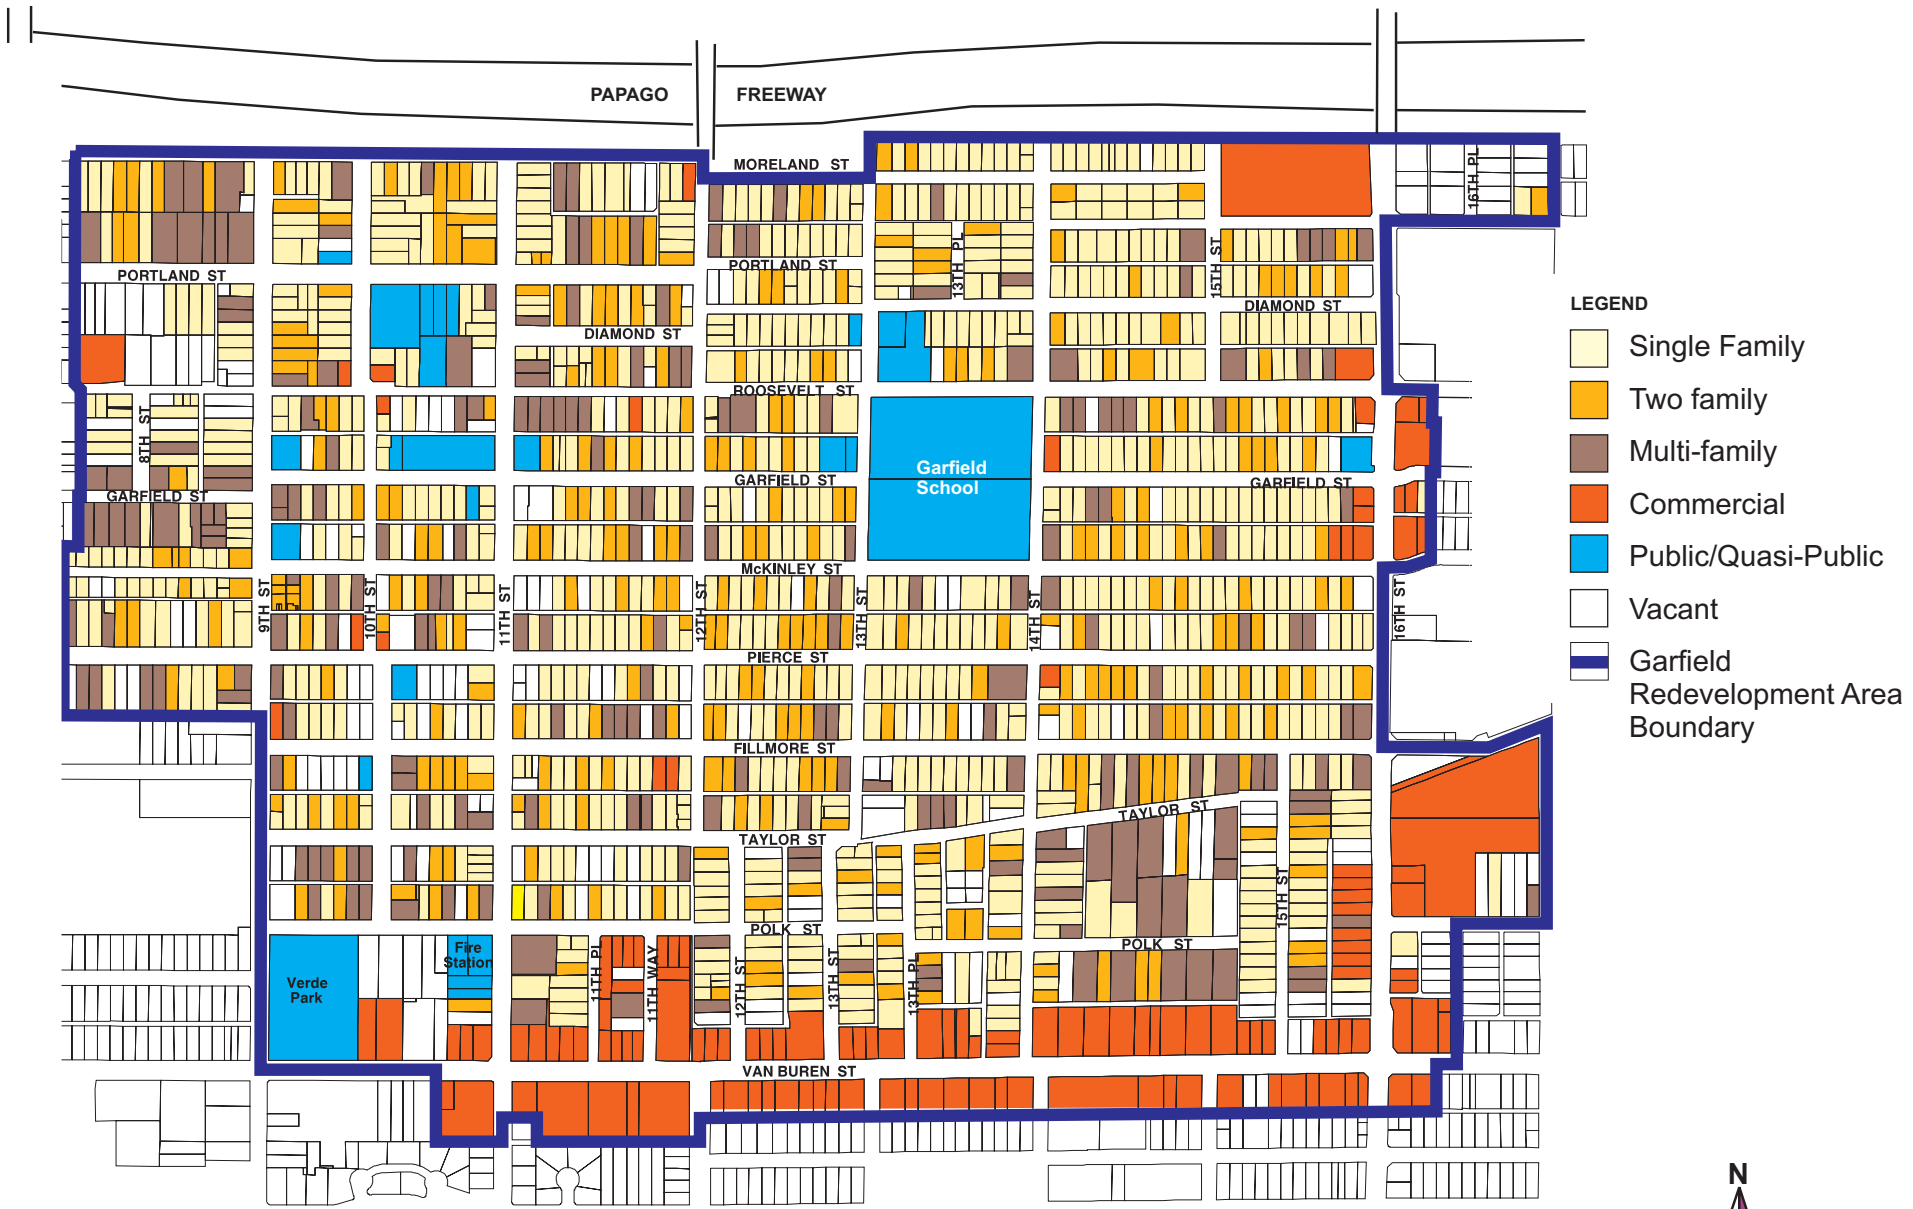 PAPAGO FREEWAY
MORELAND ST
16TH PL
PORTLAND ST
PORTLAND ST
13TH PL
15TH ST
DIAMOND ST
DIAMOND ST
ROOSEVELT ST
8TH ST
GARFIELD ST
GARFIELD ST
GARFIELD ST
Garfield
School
McKINLEY ST
9TH ST
10TH ST
11TH ST
12TH ST
13TH ST
14TH ST
16TH ST
PIERCE ST
FILLMORE ST
TAYLOR ST
TAYLOR ST
15TH ST
POLK ST
POLK ST
Verde
Park
Fire
Station
11TH PL
11TH WAY
12TH ST
13TH ST
13TH PL
VAN BUREN ST
LEGEND
Single Family
Two family
Multi-family
Commercial
Public/Quasi-Public
Vacant
Garfield
Redevelopment Area
Boundary
N